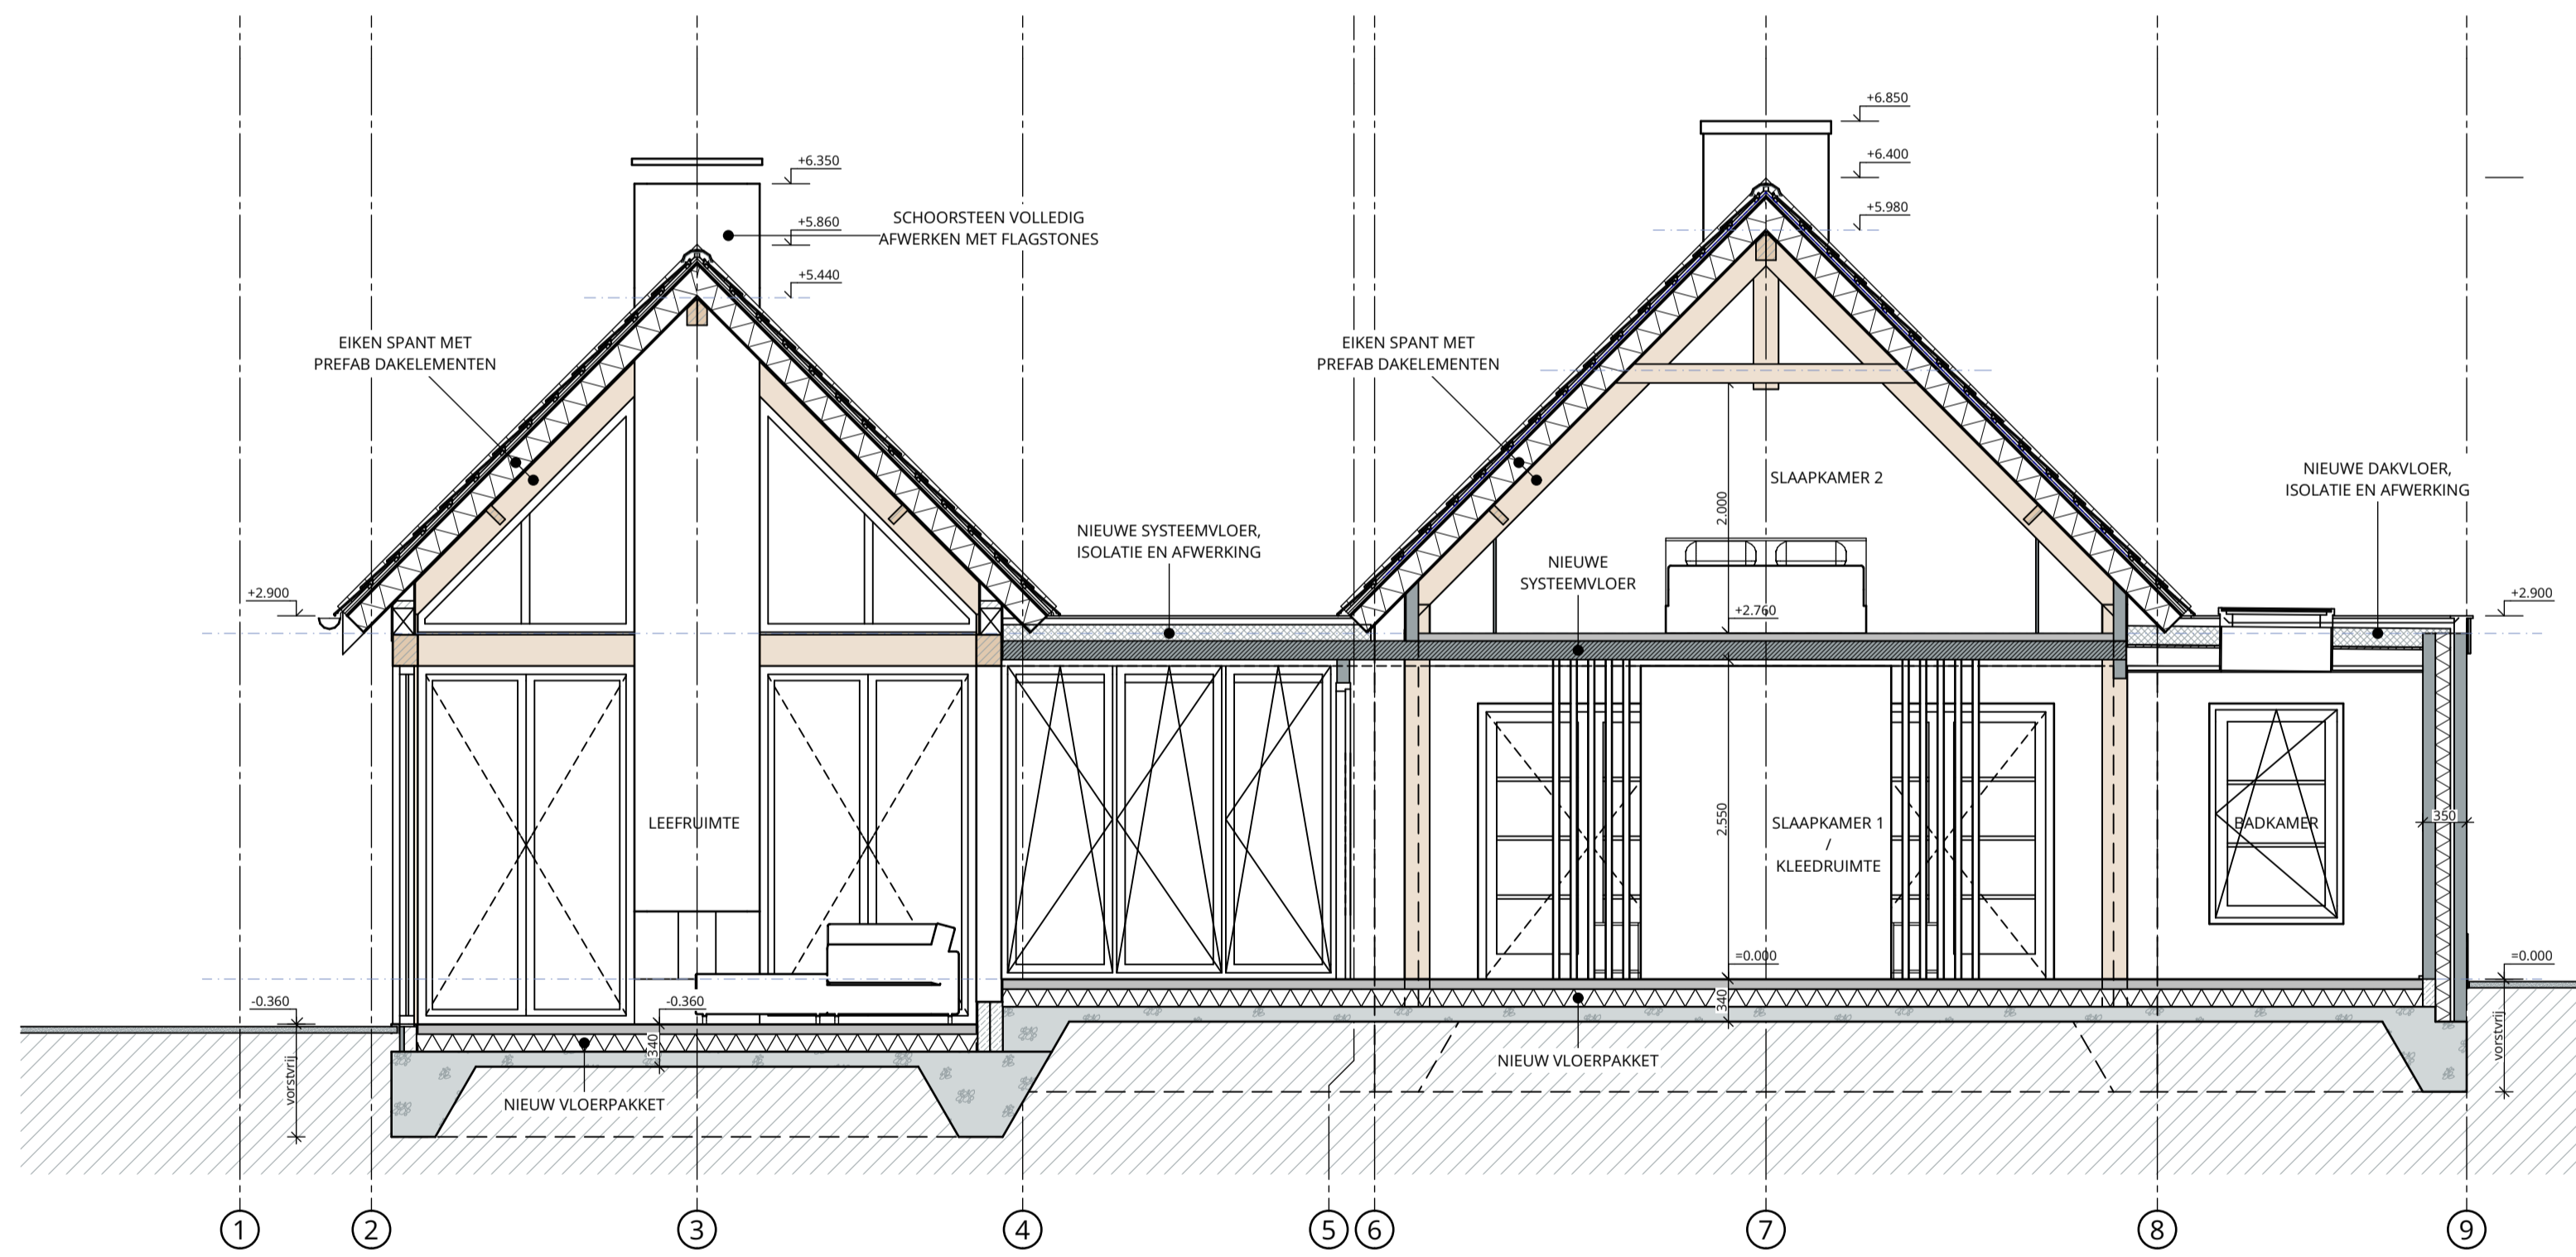 +6.850
+6.350
+6.400
+5.980
SCHOORSTEEN VOLLEDIG
AFWERKEN MET FLAGSTONES
+5.860
+5.440
EIKEN SPANT MET
PREFAB DAKELEMENTEN
EIKEN SPANT MET
PREFAB DAKELEMENTEN
SLAAPKAMER 2
NIEUWE DAKVLOER,
ISOLATIE EN AFWERKING
2.000
NIEUWE SYSTEEMVLOER,
ISOLATIE EN AFWERKING
NIEUWE
SYSTEEMVLOER
+2.900
+2.760
+2.900
LEEFRUIMTE
2.550
SLAAPKAMER 1
/
KLEEDRUIMTE
BADKAMER
350
=0.000
=0.000
-0.360
-0.360
340
340
vorstvrij
vorstvrij
NIEUW VLOERPAKKET
NIEUW VLOERPAKKET
1 2 3 4 5 6 7 8 9